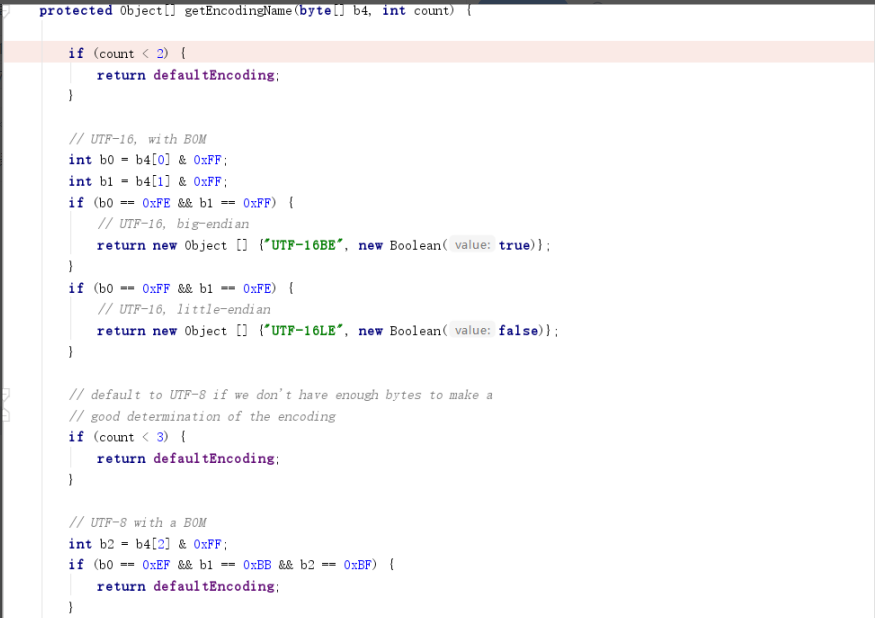 protected Object[] getEncodingName(byte[] b4, int count) {
if (count < 2) {
return defaultEncoding;
}
// UTF-16, with BOM
int b0 = b4[0] & 0xFF;
int b1 = b4[1] & 0xFF;
if (b0 == 0xFE && b1 == 0xFF) {
// UTF-16, big-endian
return new Object [] {"UTF-16BE", new Boolean( value: true)};
}
if (b0 == 0xFF && b1 == 0xFE) {
// UTF-16, little-endian
return new Object [] {"UTF-16LE", new Boolean( value: false)};
}
// default to UTF-8 if we don't have enough bytes to make a
// good determination of the encoding
if (count < 3) {
return defaultEncoding;
}
// UTF-8 with a BOM
int b2 = b4[2] & 0xFF;
if (b0 == 0xEF && b1 == 0xBB && b2 == 0xBF) {
return defaultEncoding;
}